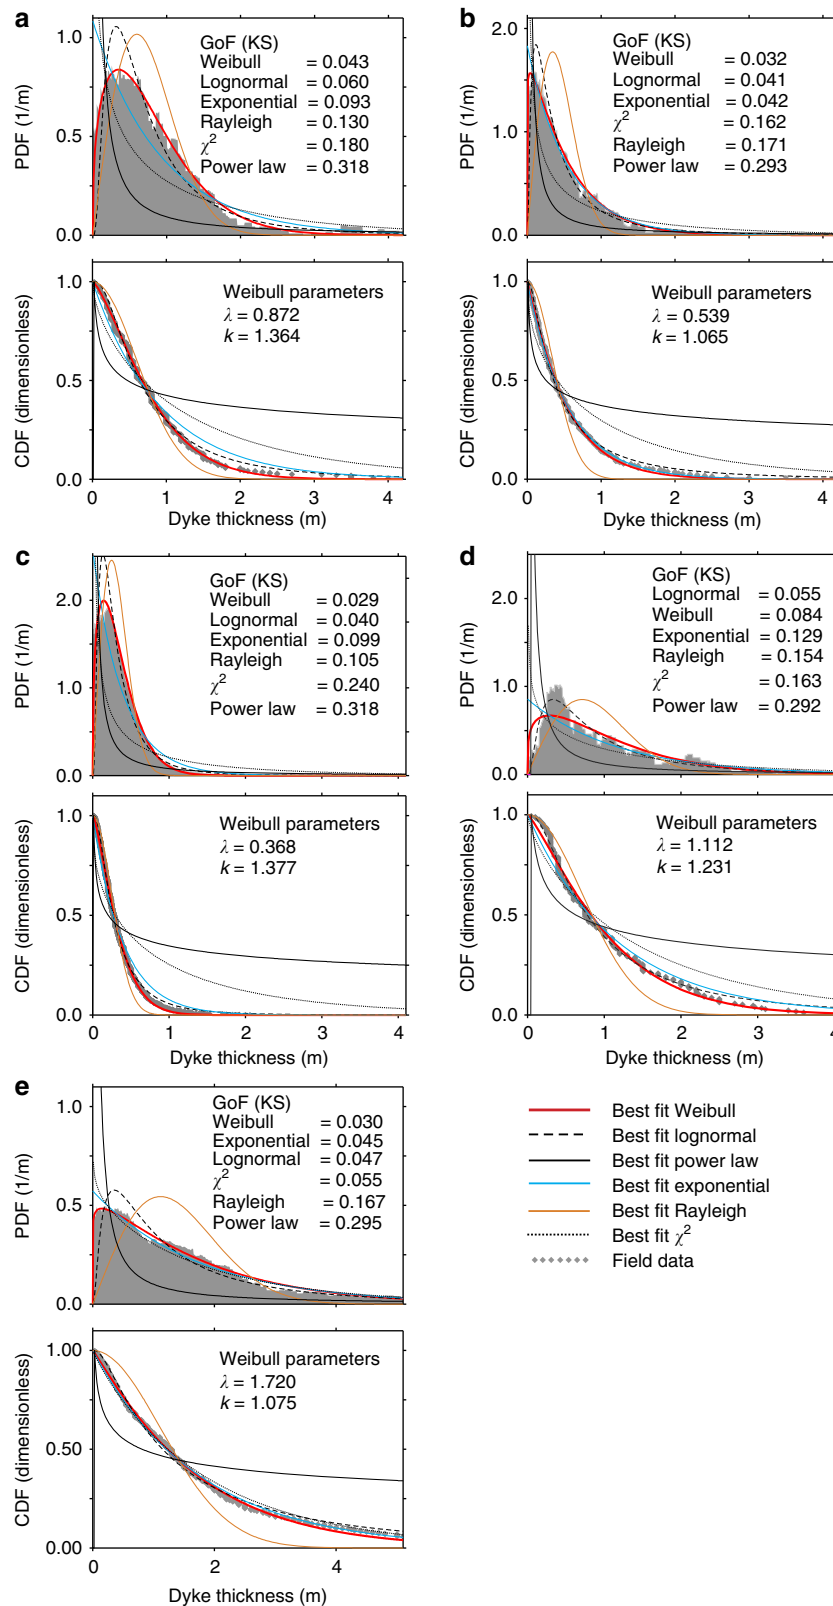 a
GoF (KS)
Weibull = 0.043
Lognormal = 0.060
Exponential = 0.093
Rayleigh = 0.130
χ² = 0.180
Power law = 0.318
PDF (1/m)
1.0
0.5
0.0
Weibull parameters
λ = 0.872
k = 1.364
CDF (dimensionless)
1.0
0.5
0.0
0 1 2 3 4
Dyke thickness (m)
b
GoF (KS)
Weibull = 0.032
Lognormal = 0.041
Exponential = 0.042
χ² = 0.162
Rayleigh = 0.171
Power law = 0.293
PDF (1/m)
2.0
1.0
0.0
Weibull parameters
λ = 0.539
k = 1.065
CDF (dimensionless)
1.0
0.5
0.0
0 1 2 3 4
Dyke thickness (m)
c
GoF (KS)
Weibull = 0.029
Lognormal = 0.040
Exponential = 0.099
Rayleigh = 0.105
χ² = 0.240
Power law = 0.318
PDF (1/m)
2.0
1.0
0.0
Weibull parameters
λ = 0.368
k = 1.377
CDF (dimensionless)
1.0
0.5
0.0
0 1 2 3 4
Dyke thickness (m)
d
GoF (KS)
Lognormal = 0.055
Weibull = 0.084
Exponential = 0.129
Rayleigh = 0.154
χ² = 0.163
Power law = 0.292
PDF (1/m)
2.0
1.0
0.0
Weibull parameters
λ = 1.112
k = 1.231
CDF (dimensionless)
1.0
0.5
0.0
0 1 2 3 4
Dyke thickness (m)
e
GoF (KS)
Weibull = 0.030
Exponential = 0.045
Lognormal = 0.047
χ² = 0.055
Rayleigh = 0.167
Power law = 0.295
PDF (1/m)
1.0
0.5
0.0
Weibull parameters
λ = 1.720
k = 1.075
CDF (dimensionless)
1.00
0.50
0.00
0 2 4
Dyke thickness (m)
Best fit Weibull
Best fit lognormal
Best fit power law
Best fit exponential
Best fit Rayleigh
Best fit χ²
Field data